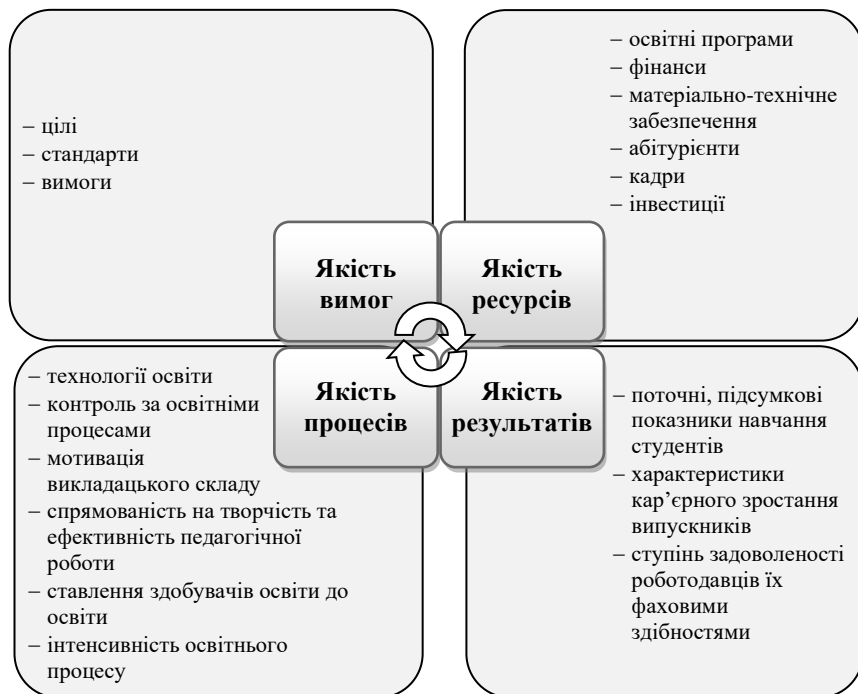 – цілі
– стандарти
– вимоги
– освітні програми
– фінанси
– матеріально-технічне
забезпечення
– абітурієнти
– кадри
– інвестиції
Якість
вимог
Якість
ресурсів
Якість
процесів
Якість
результатів
– технології освіти
– контроль за освітніми
процесами
– мотивація
викладацького складу
– спрямованість на творчість та
ефективність педагогічної
роботи
– ставлення здобувачів освіти до
освіти
– інтенсивність освітнього
процесу
– поточні, підсумкові
показники навчання
студентів
– характеристики
кар’єрного зростання
випускників
– ступінь задоволеності
роботодавців їх
фаховими
здібностями